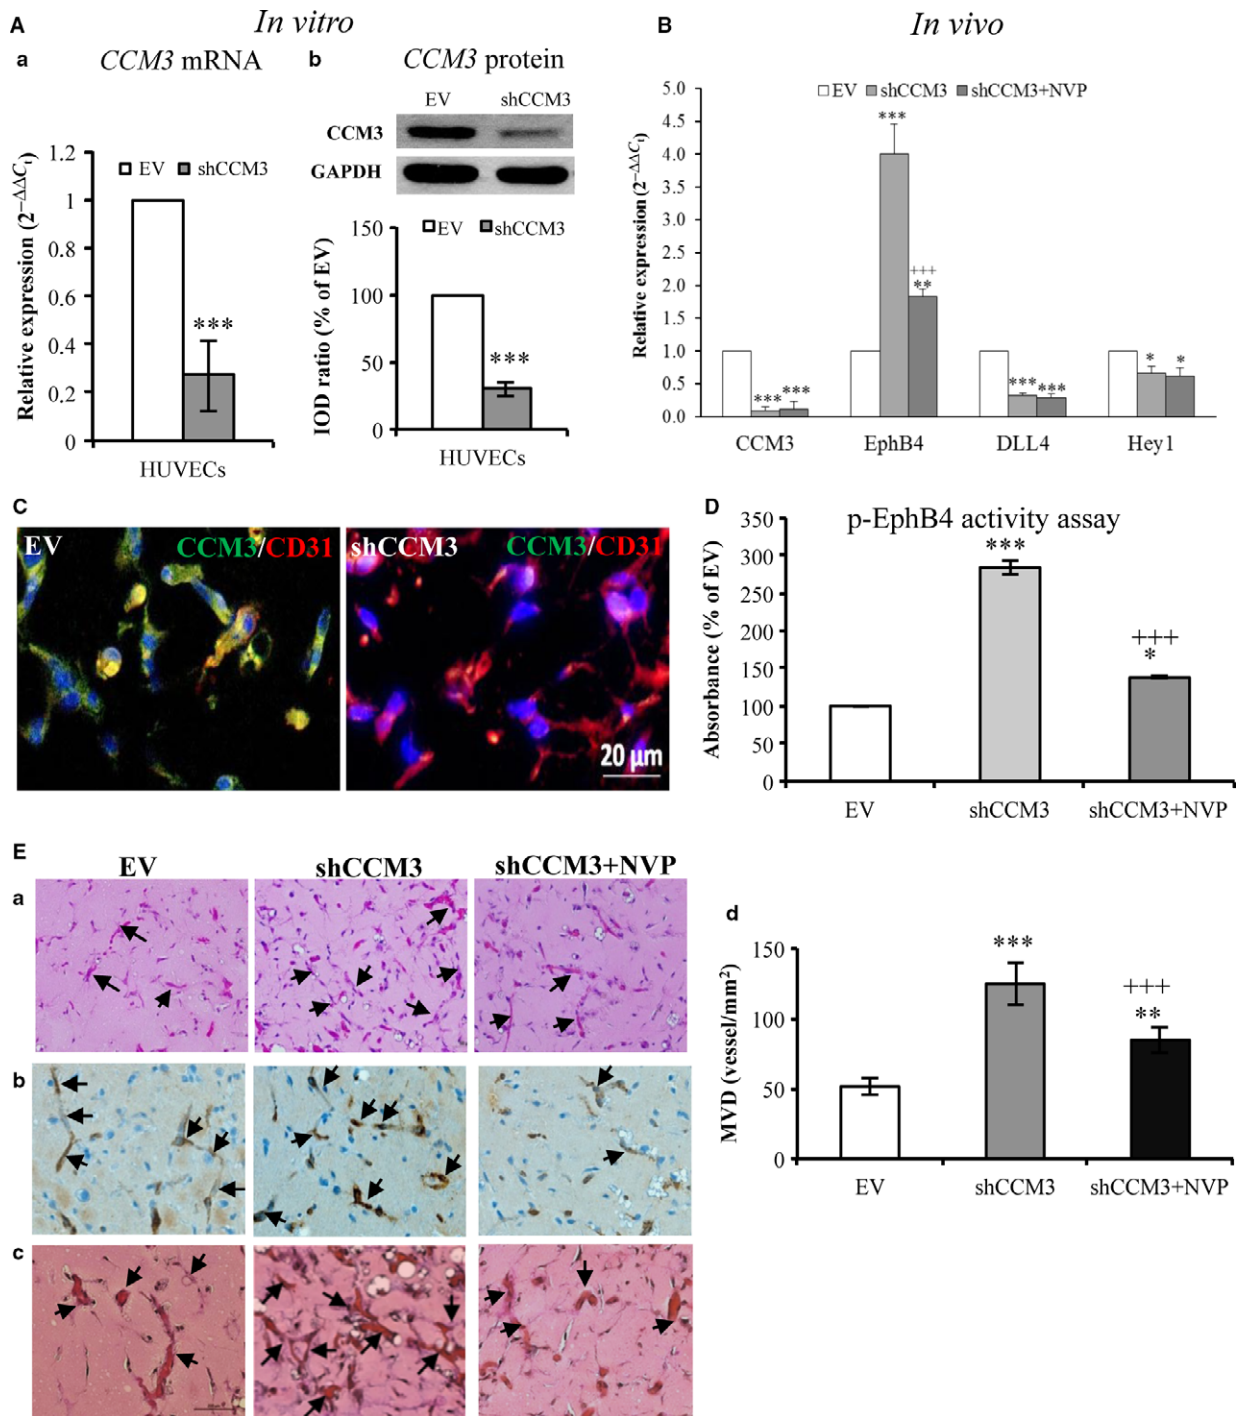 A
In vitro
a
CCM3 mRNA
Relative expression (2−ΔΔCt)
EV shCCM3
1.2
1
0.8
0.6
0.4
0.2
0
***
HUVECs
b
CCM3 protein
EV shCCM3
CCM3
GAPDH
IOD ratio (% of EV)
EV shCCM3
150
100
50
0
***
HUVECs
B
In vivo
EV shCCM3 shCCM3+NVP
Relative expression (2−ΔΔCt)
5.0
4.5
4.0
3.5
3.0
2.5
2.0
1.5
1.0
0.5
0.0
*** ***
***
+++
**
*** ***
* *
CCM3 EphB4 DLL4 Hey1
C
EV CCM3/CD31
shCCM3 CCM3/CD31
20 μm
D
p-EphB4 activity assay
Absorbance (% of EV)
350
300
250
200
150
100
50
0
***
+++
*
EV shCCM3 shCCM3+NVP
E
EV shCCM3 shCCM3+NVP
a
b
c
d
MVD (vessel/mm²)
150
100
50
0
***
+++
**
EV shCCM3 shCCM3+NVP